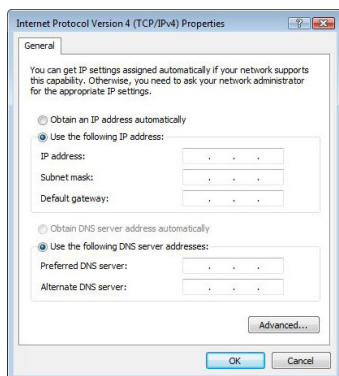 Internet Protocol Version 4 (TCP/IPv4) Properties
General
You can get IP settings assigned automatically if your network supports
this capability. Otherwise, you need to ask your network administrator
for the appropriate IP settings.
Obtain an IP address automatically
Use the following IP address:
IP address: . . .
Subnet mask: . . .
Default gateway: . . .
Obtain DNS server address automatically
Use the following DNS server addresses:
Preferred DNS server: . . .
Alternate DNS server: . . .
Advanced...
OK Cancel